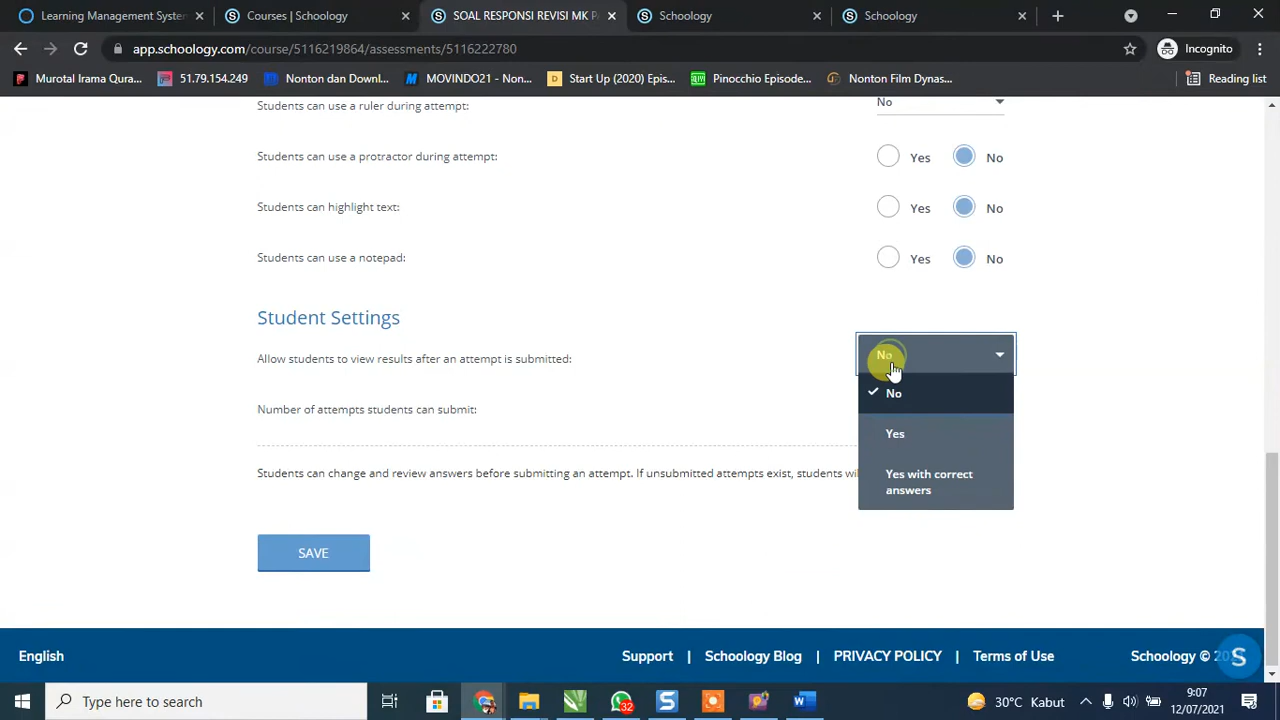 Learning Management System
Courses | Schoology
SOAL RESPONSI REVISI MK PA
Schoology
Schoology
app.schoology.com/course/5116219864/assessments/5116222780
Incognito
Murotal Irama Qura...
51.79.154.249
Nonton dan Downl...
MOVINDO21 - Non...
Start Up (2020) Epis...
Pinocchio Episode...
Nonton Film Dynas...
Reading list
Students can use a ruler during attempt:
No
Students can use a protractor during attempt:
Yes
No
Students can highlight text:
Yes
No
Students can use a notepad:
Yes
No
Student Settings
Allow students to view results after an attempt is submitted:
No
No
Number of attempts students can submit:
Yes
Students can change and review answers before submitting an attempt. If unsubmitted attempts exist, students
Yes with correct
answers
SAVE
English
Support | Schoology Blog | PRIVACY POLICY | Terms of Use
Schoology ©
S
Type here to search
32
30°C Kabut
9:07
12/07/2021